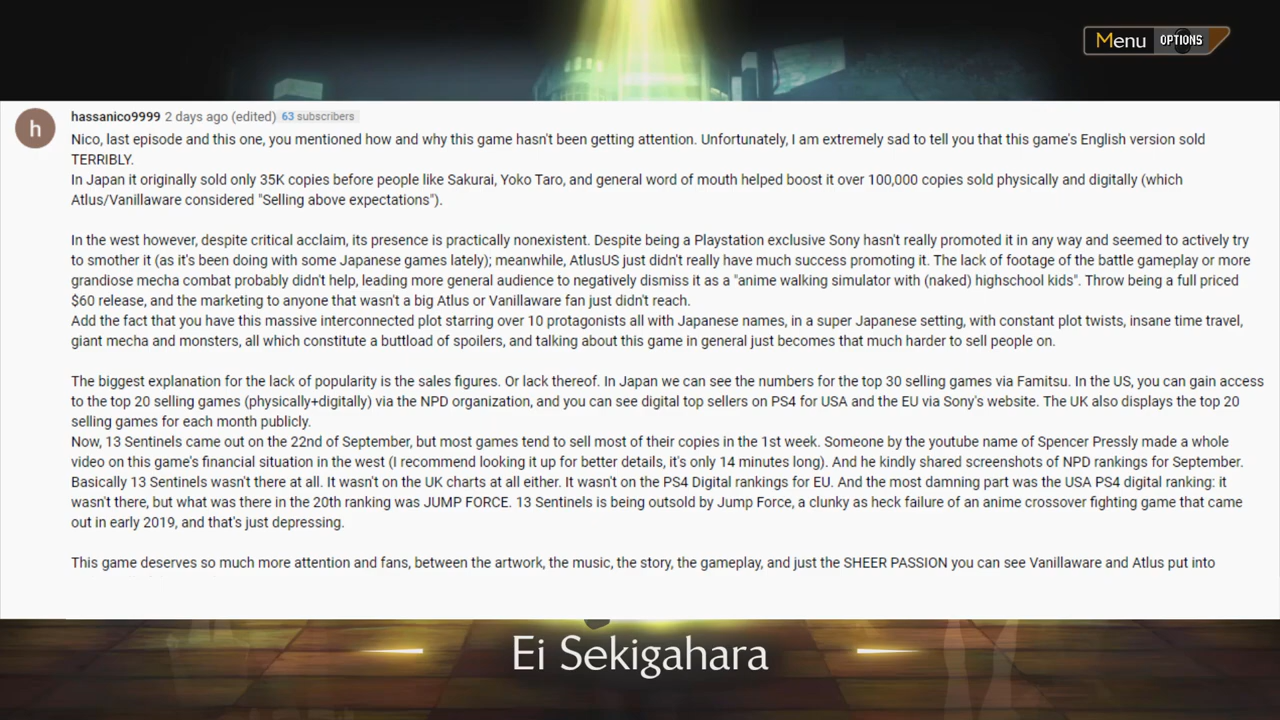 Menu OPTIONS
h
hassanico9999 2 days ago (edited) 63 subscribers
Nico, last episode and this one, you mentioned how and why this game hasn't been getting attention. Unfortunately, I am extremely sad to tell you that this game's English version sold
TERRIBLY.
In Japan it originally sold only 35K copies before people like Sakurai, Yoko Taro, and general word of mouth helped boost it over 100,000 copies sold physically and digitally (which
Atlus/Vanillaware considered "Selling above expectations").
In the west however, despite critical acclaim, its presence is practically nonexistent. Despite being a Playstation exclusive Sony hasn't really promoted it in any way and seemed to actively try
to smother it (as it's been doing with some Japanese games lately); meanwhile, AtlusUS just didn't really have much success promoting it. The lack of footage of the battle gameplay or more
grandiose mecha combat probably didn't help, leading more general audience to negatively dismiss it as a "anime walking simulator with (naked) highschool kids". Throw being a full priced
$60 release, and the marketing to anyone that wasn't a big Atlus or Vanillaware fan just didn't reach.
Add the fact that you have this massive interconnected plot starring over 10 protagonists all with Japanese names, in a super Japanese setting, with constant plot twists, insane time travel,
giant mecha and monsters, all which constitute a buttload of spoilers, and talking about this game in general just becomes that much harder to sell people on.
The biggest explanation for the lack of popularity is the sales figures. Or lack thereof. In Japan we can see the numbers for the top 30 selling games via Famitsu. In the US, you can gain access
to the top 20 selling games (physically+digitally) via the NPD organization, and you can see digital top sellers on PS4 for USA and the EU via Sony's website. The UK also displays the top 20
selling games for each month publicly.
Now, 13 Sentinels came out on the 22nd of September, but most games tend to sell most of their copies in the 1st week. Someone by the youtube name of Spencer Pressly made a whole
video on this game's financial situation in the west (I recommend looking it up for better details, it's only 14 minutes long). And he kindly shared screenshots of NPD rankings for September.
Basically 13 Sentinels wasn't there at all. It wasn't on the UK charts at all either. It wasn't on the PS4 Digital rankings for EU. And the most damning part was the USA PS4 digital ranking: it
wasn't there, but what was there in the 20th ranking was JUMP FORCE. 13 Sentinels is being outsold by Jump Force, a clunky as heck failure of an anime crossover fighting game that came
out in early 2019, and that's just depressing.
This game deserves so much more attention and fans, between the artwork, the music, the story, the gameplay, and just the SHEER PASSION you can see Vanillaware and Atlus put into
Ei Sekigahara